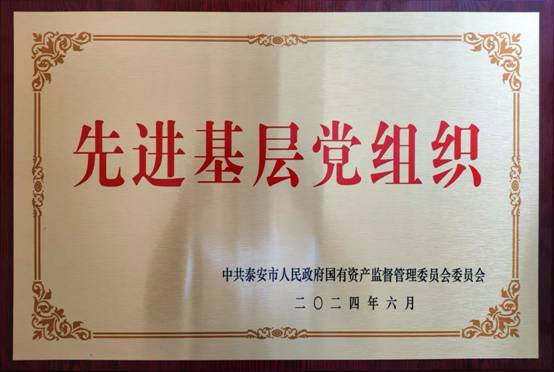 先进基层党组织
中共泰安市人民政府国有资产监督管理委员会委员会
二〇二四年六月